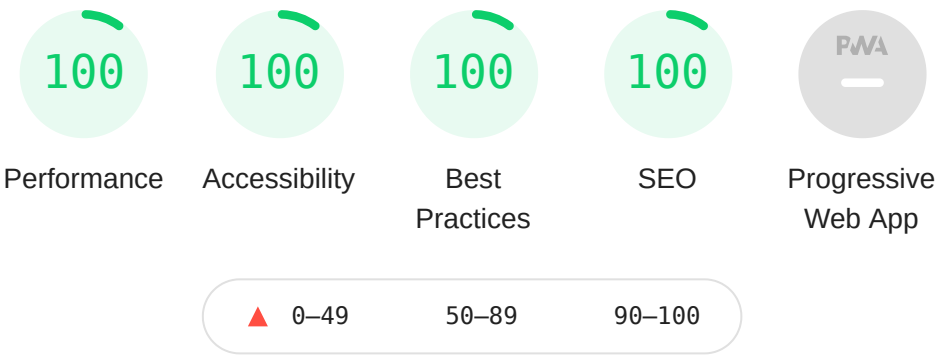 100
100
100
100
PWA
Performance
Accessibility
Best
Practices
SEO
Progressive
Web App
0–49
50–89
90–100